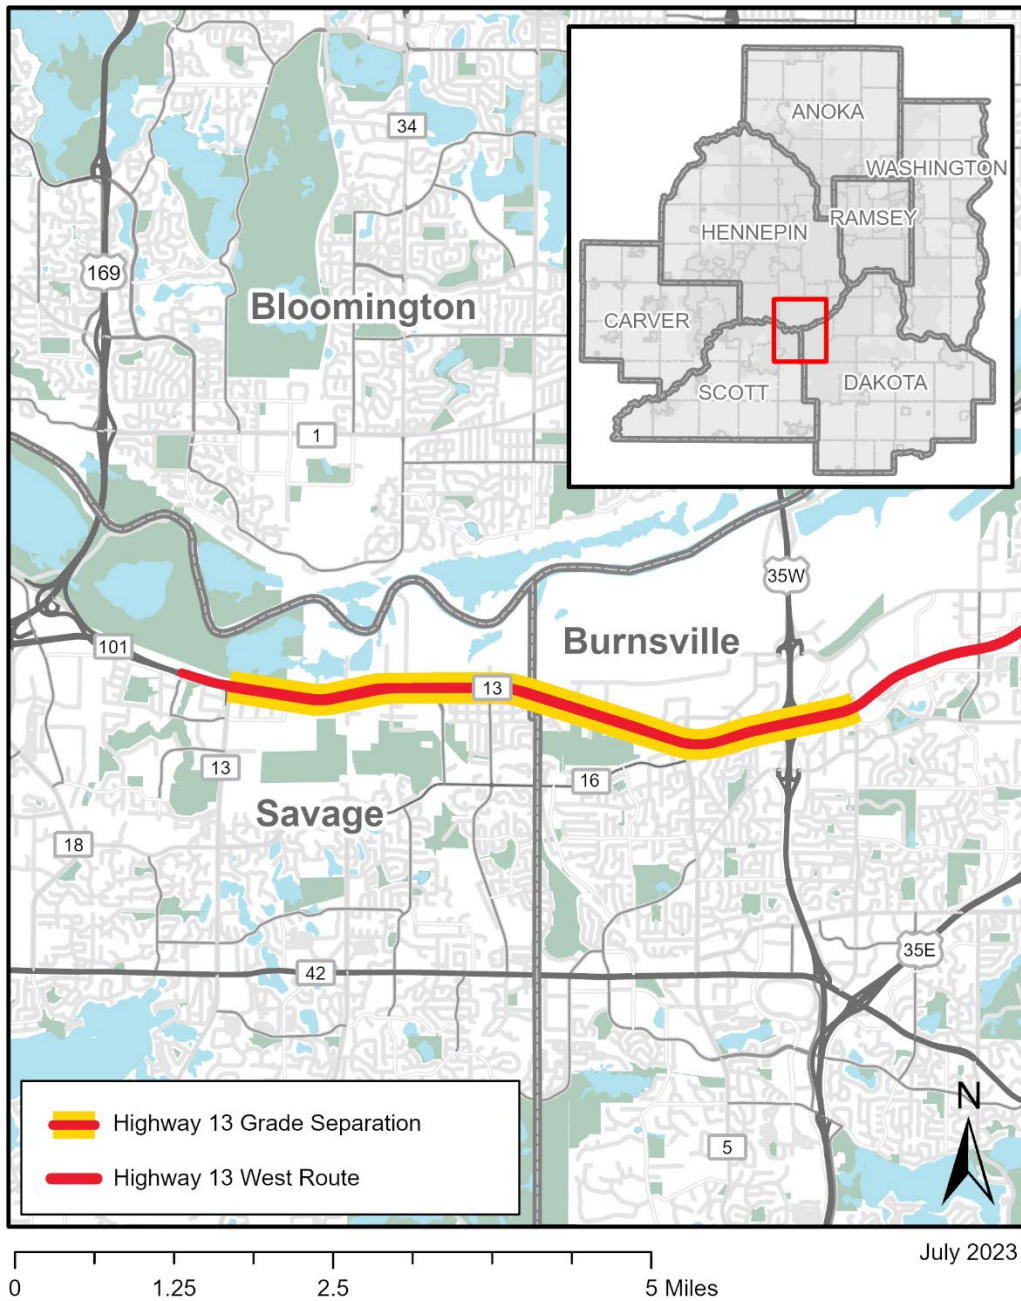 34
ANOKA
WASHINGTON
RAMSEY
HENNEPIN
169
Bloomington
CARVER
SCOTT
DAKOTA
1
35W
101
Burnsville
13
13
16
Savage
18
35E
42
N
Highway 13 Grade Separation
5
Highway 13 West Route
July 2023
0
1.25
2.5
5 Miles